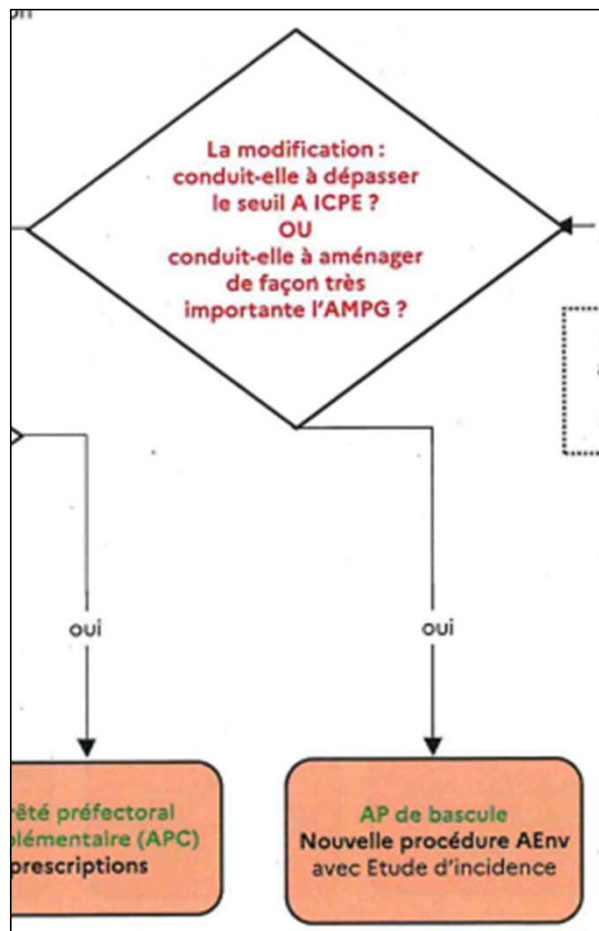 La modification :
conduit-elle à dépasser
le seuil A ICPE ?
OU
conduit-elle à aménager
de façon très
importante l'AMPG ?
oui
oui
rêté préfectoral
plémentaire (APC)
prescriptions
AP de bascule
Nouvelle procédure AEnv
avec Etude d'incidence